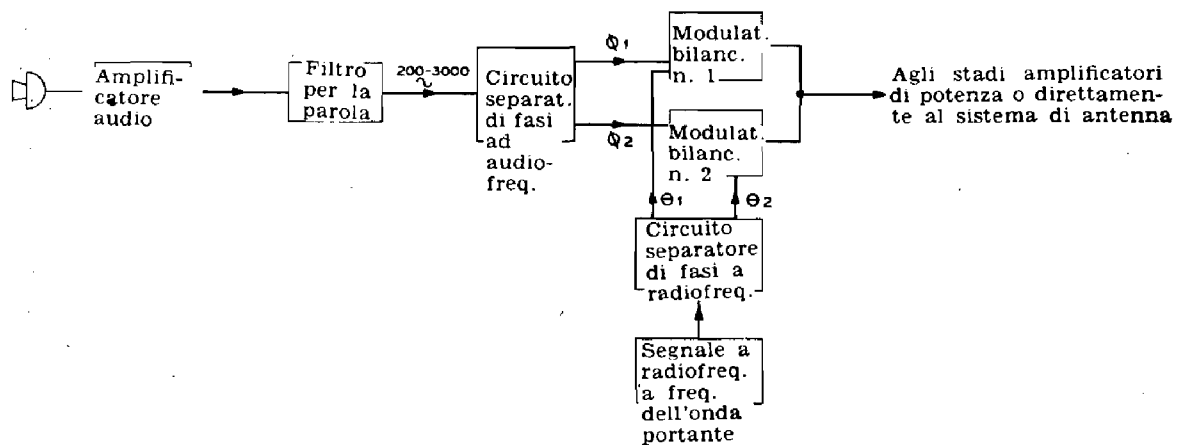 Amplifi-
catore
audio
Filtro
per la
parola
200-3000
~
Circuito
separat.
di fasi
ad
audio-
freq.
Φ1
Φ2
Modulat.
bilanc.
n. 1
Modulat.
bilanc.
n. 2
Agli stadi amplificatori
di potenza o direttamen-
te al sistema di antenna
Θ1
Θ2
Circuito
separatore
di fasi a
radiofreq.
Segnale a
radiofreq.
a freq.
dell'onda
portante